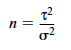 n = τ²/σ²